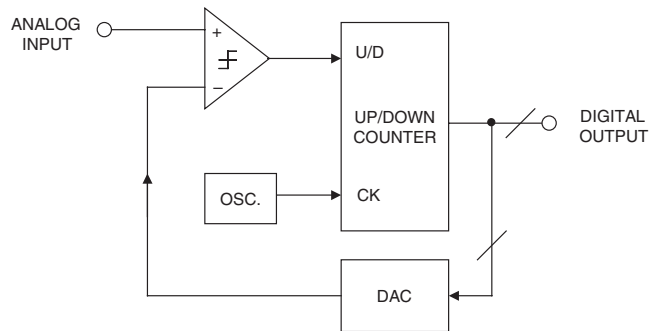 ANALOG
INPUT
+
−
U/D
UP/DOWN
COUNTER
CK
OSC.
DAC
DIGITAL
OUTPUT